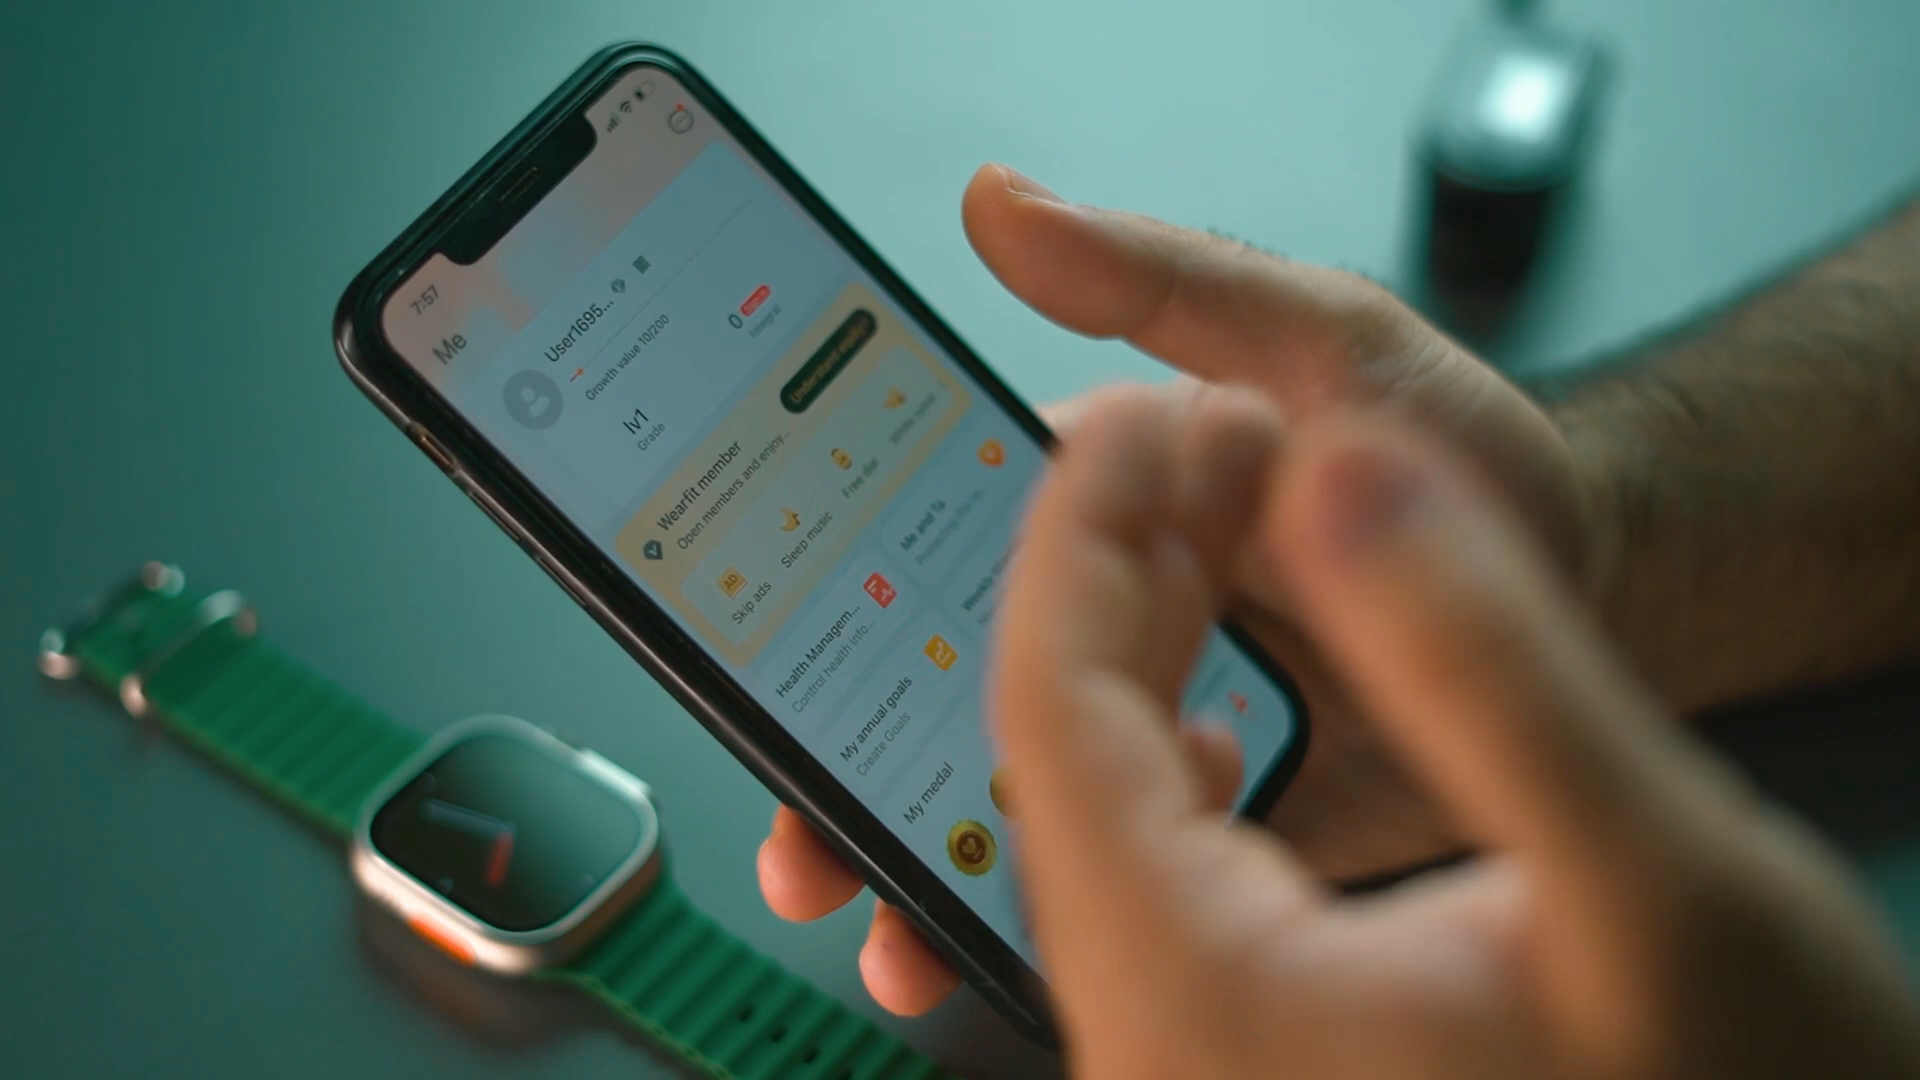 7:57
Me
User1695...
Growth value 10/200
lv1
Grade
0
Integral
Wearfit member
Open members and enjoy...
AD
Skip ads
Sleep music
Free dial
Health Managem...
Control health info...
Me and Ta
My annual goals
Create Goals
Weekly
My medal